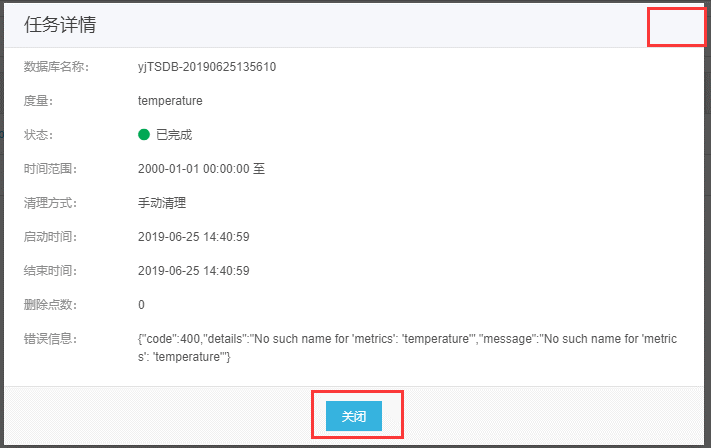 任务详情
数据库名称： yjTSDB-20190625135610
度量： temperature
状态： 已完成
时间范围： 2000-01-01 00:00:00 至
清理方式： 手动清理
启动时间： 2019-06-25 14:40:59
结束时间： 2019-06-25 14:40:59
删除点数： 0
错误信息： {"code":400,"details":"No such name for 'metrics': 'temperature'","message":"No such name for 'metric
s': 'temperature'"}
关闭